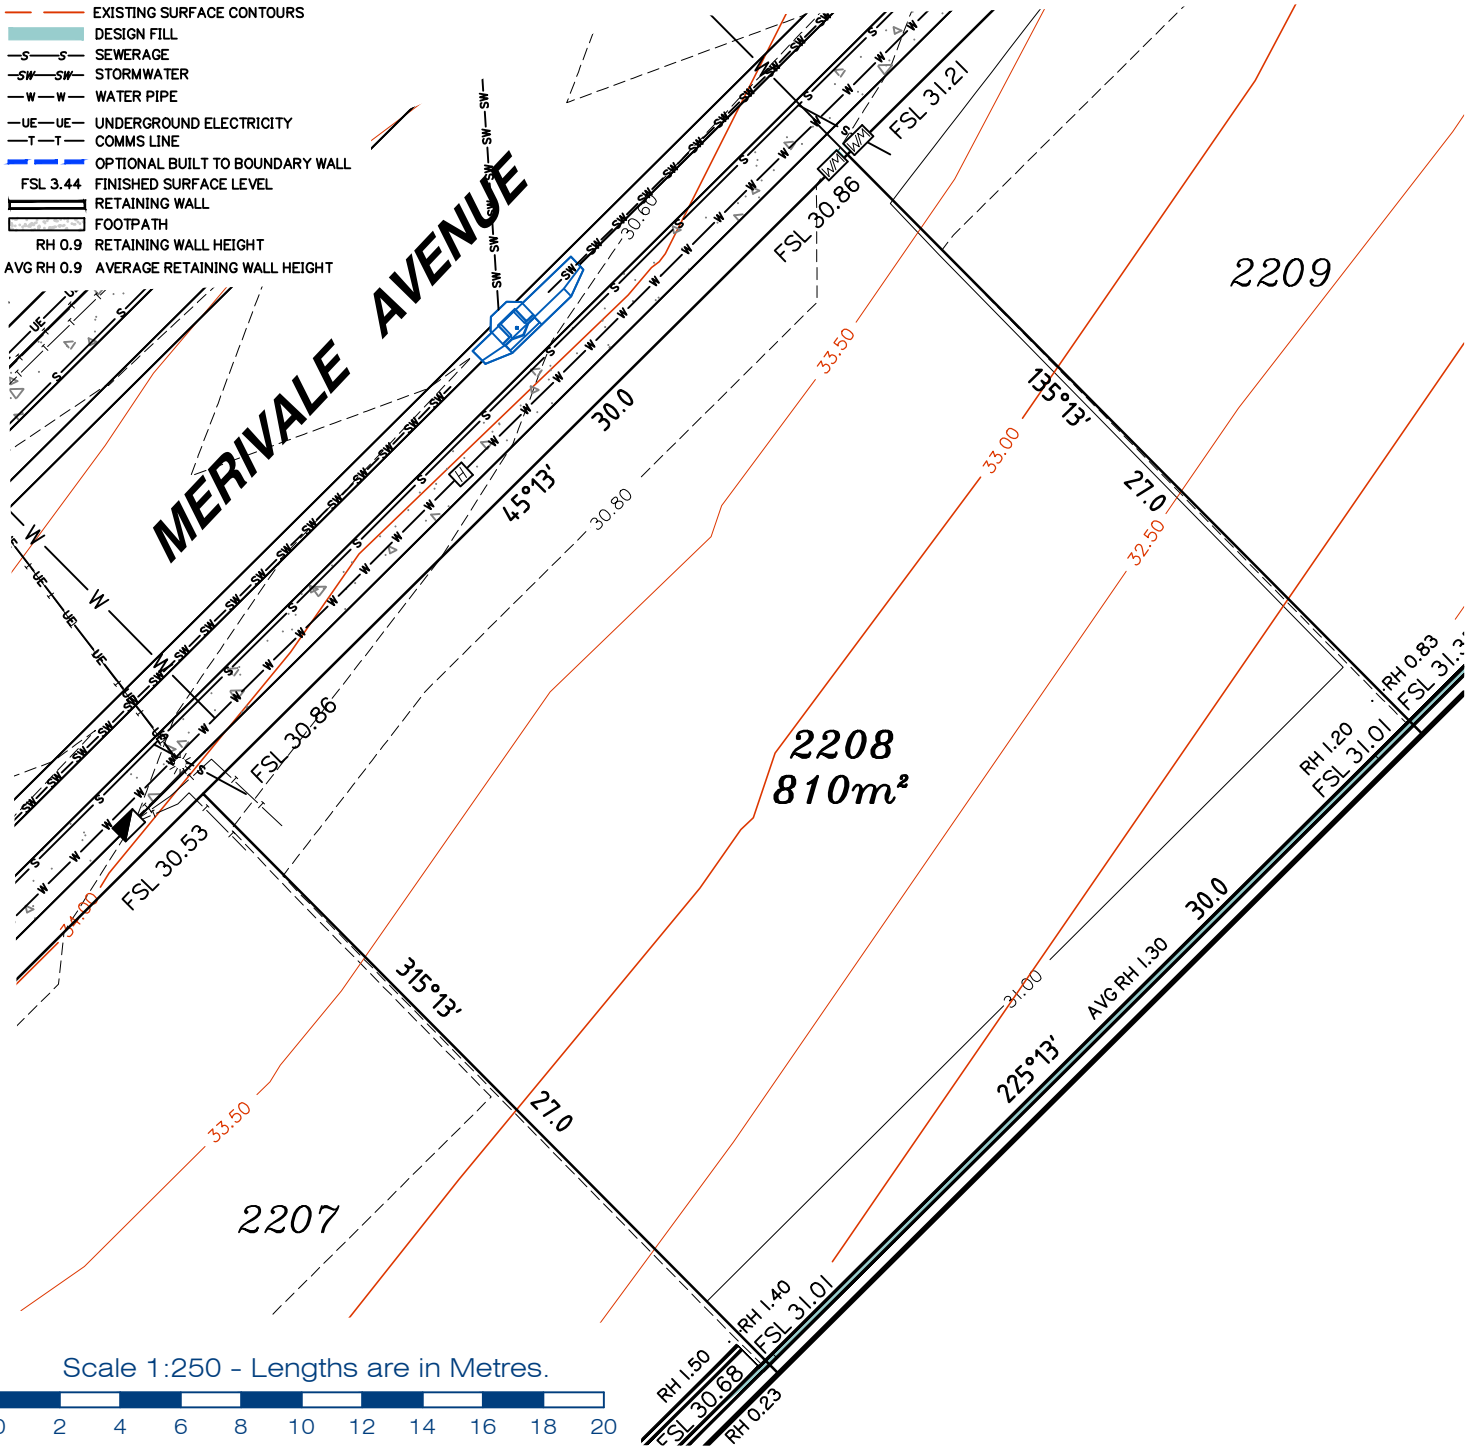 EXISTING SURFACE CONTOURS
DESIGN FILL
S S SEWERAGE
SW SW STORMWATER
W W WATER PIPE
UE UE UNDERGROUND ELECTRICITY
T T COMMS LINE
OPTIONAL BUILT TO BOUNDARY WALL
FSL 3.44 FINISHED SURFACE LEVEL
RETAINING WALL
FOOTPATH
RH 0.9 RETAINING WALL HEIGHT
AVG RH 0.9 AVERAGE RETAINING WALL HEIGHT
MERIVALE AVENUE
30.60
FSL 31.21
FSL 30.86
2209
33.50
135°13'
30.0
45°13'
33.00
27.0
30.80
32.50
RH 0.83
FSL 30.86
2208
810m²
RH 1.20
FSL 31.01
FSL 30.53
34.00
30.0
AVG RH 1.30
315°13'
31.00
225°13'
33.50
27.0
2207
RH 1.40
FSL 31.01
RH 1.50
FSL 30.68
RH 0.23
Scale 1:250 - Lengths are in Metres.
0 2 4 6 8 10 12 14 16 18 20